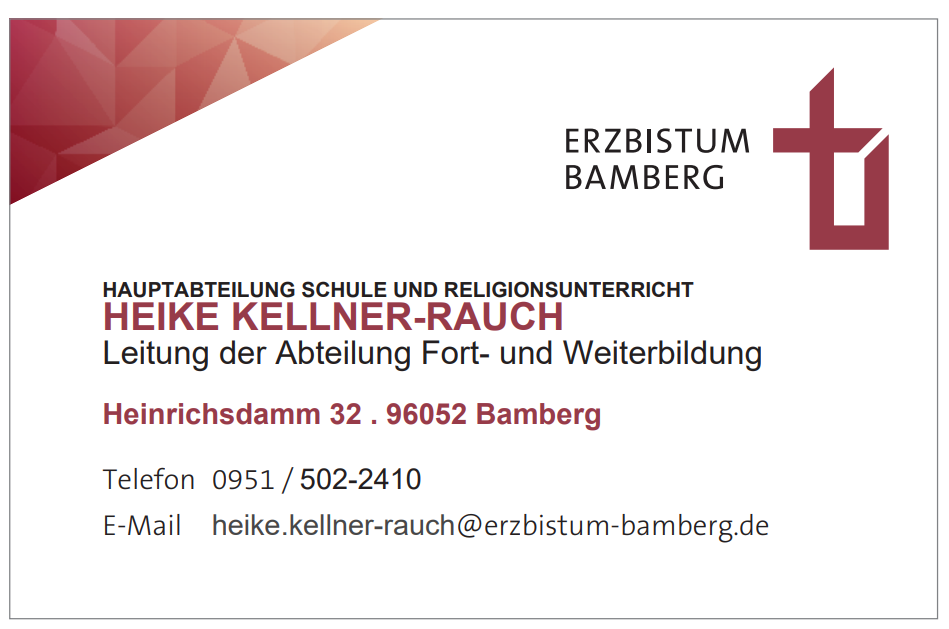 ERZBISTUM
BAMBERG
HAUPTABTEILUNG SCHULE UND RELIGIONSUNTERRICHT
HEIKE KELLNER-RAUCH
Leitung der Abteilung Fort- und Weiterbildung
Heinrichsdamm 32 . 96052 Bamberg
Telefon 0951 / 502-2410
E-Mail heike.kellner-rauch@erzbistum-bamberg.de